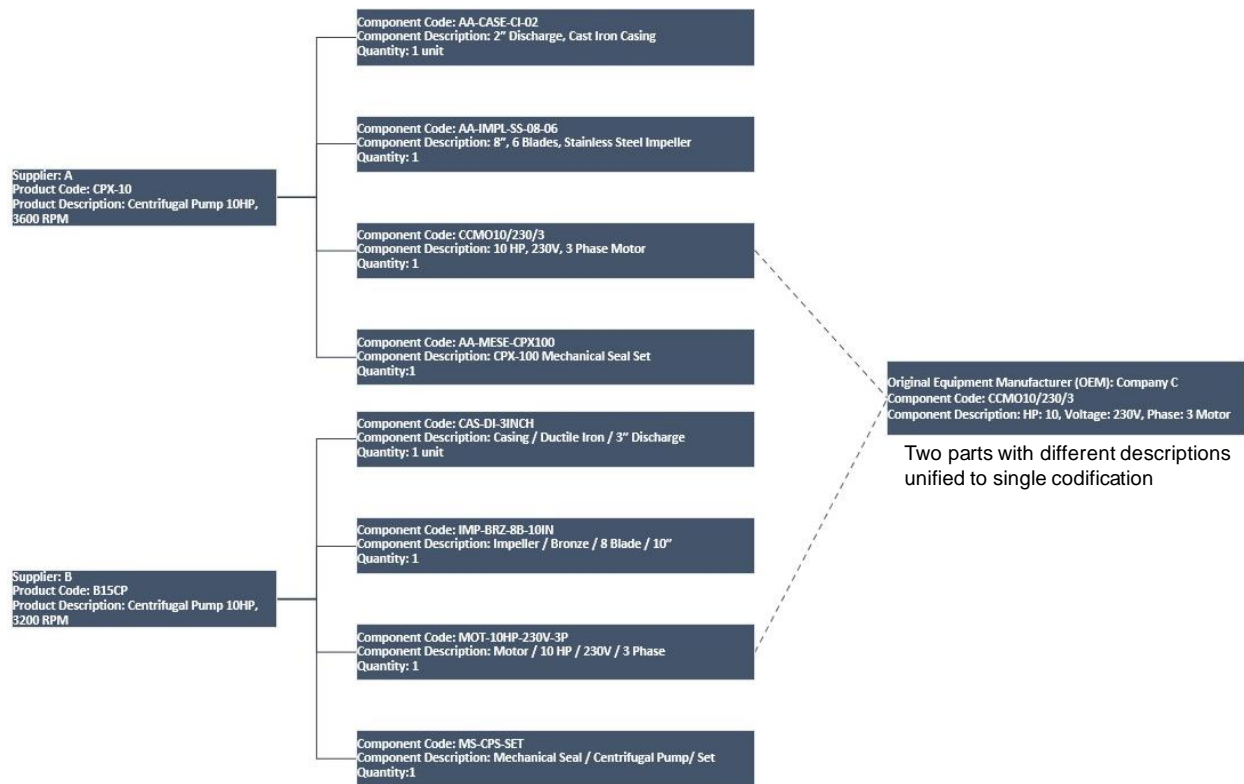 Component Code: AA-CASE-CI-02
Component Description: 2” Discharge, Cast Iron Casing
Quantity: 1 unit
Component Code: AA-IMPL-SS-08-06
Component Description: 8”, 6 Blades, Stainless Steel Impeller
Quantity: 1
Supplier: A
Product Code: CPX-10
Product Description: Centrifugal Pump 10HP,
3600 RPM
Component Code: CCMO10/230/3
Component Description: 10 HP, 230V, 3 Phase Motor
Quantity: 1
Component Code: AA-MESE-CPX100
Component Description: CPX-100 Mechanical Seal Set
Quantity:1
Original Equipment Manufacturer (OEM): Company C
Component Code: CCMO10/230/3
Component Description: HP: 10, Voltage: 230V, Phase: 3 Motor
Two parts with different descriptions
unified to single codification
Component Code: CAS-DI-3INCH
Component Description: Casing / Ductile Iron / 3” Discharge
Quantity: 1 unit
Component Code: IMP-BRZ-8B-10IN
Component Description: Impeller / Bronze / 8 Blade / 10”
Quantity: 1
Supplier: B
Product Code: B15CP
Product Description: Centrifugal Pump 10HP,
3200 RPM
Component Code: MOT-10HP-230V-3P
Component Description: Motor / 10 HP / 230V / 3 Phase
Quantity: 1
Component Code: MS-CPS-SET
Component Description: Mechanical Seal / Centrifugal Pump/ Set
Quantity:1